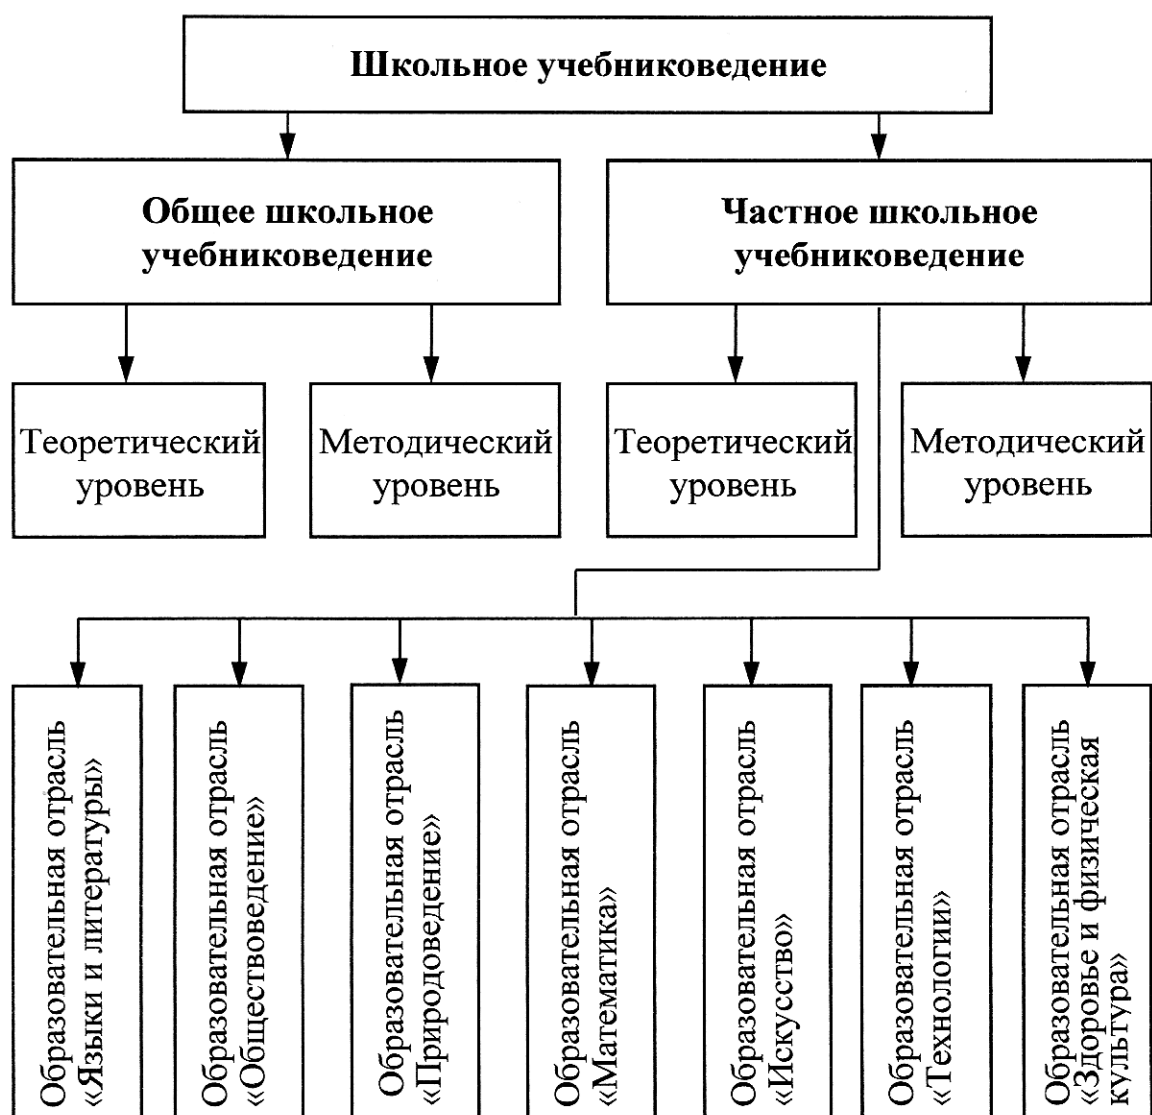 Школьное учебниковедение
Общее школьное
учебниковедение
Частное школьное
учебниковедение
Теоретический
уровень
Методический
уровень
Теоретический
уровень
Методический
уровень
Образовательная отрасль
«Языки и литературы»
Образовательная отрасль
«Обществоведение»
Образовательная отрасль
«Природоведение»
Образовательная отрасль
«Математика»
Образовательная отрасль
«Искусство»
Образовательная отрасль
«Технологии»
Образовательная отрасль
«Здоровье и физическая
культура»